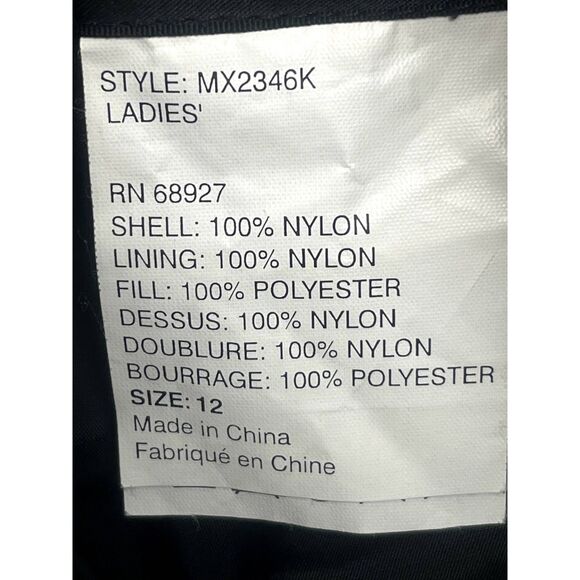 STYLE: MX2346K
LADIES'
RN 68927
SHELL: 100% NYLON
LINING: 100% NYLON
FILL: 100% POLYESTER
DESSUS: 100% NYLON
DOUBLURE: 100% NYLON
BOURRAGE: 100% POLYESTER
SIZE: 12
Made in China
Fabriqué en Chine